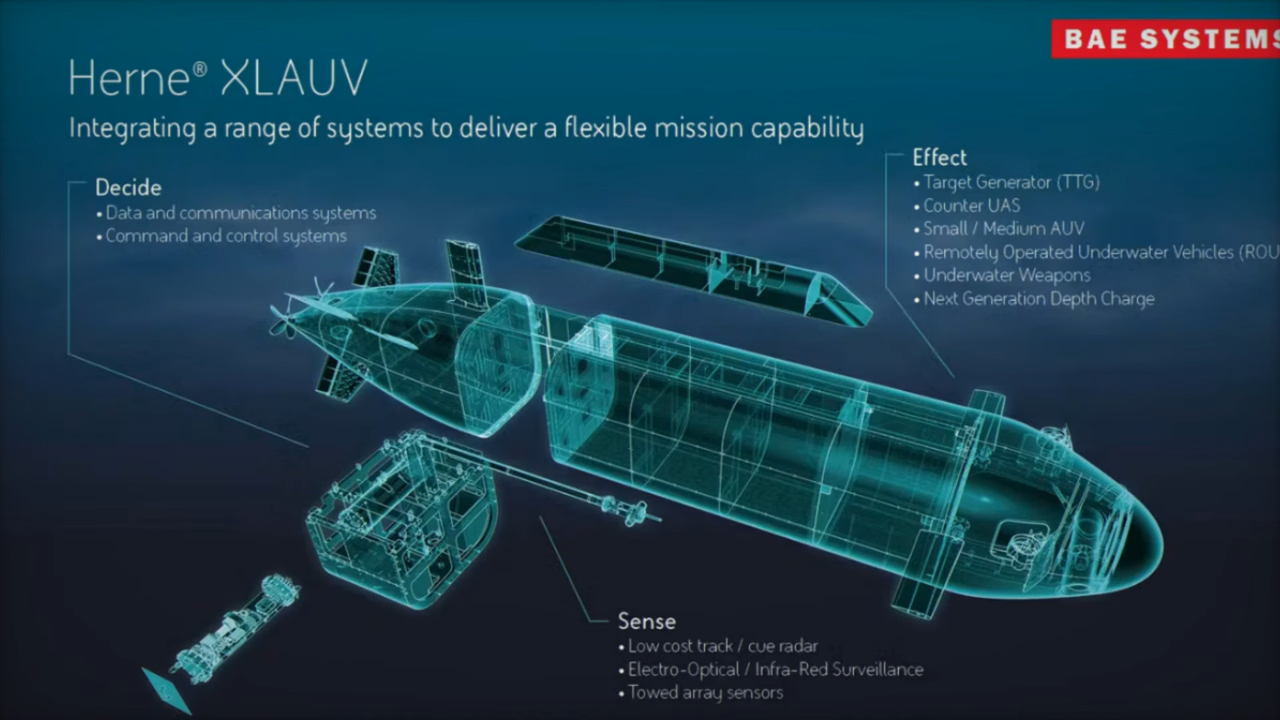 BAE SYSTEMS
Herne® XLAUV
Integrating a range of systems to deliver a flexible mission capability
Decide
• Data and communications systems
• Command and control systems
Effect
• Target Generator (TTG)
• Counter UAS
• Small / Medium AUV
• Remotely Operated Underwater Vehicles (ROU
• Underwater Weapons
• Next Generation Depth Charge
Sense
• Low cost track / cue radar
• Electro-Optical / Infra-Red Surveillance
• Towed array sensors